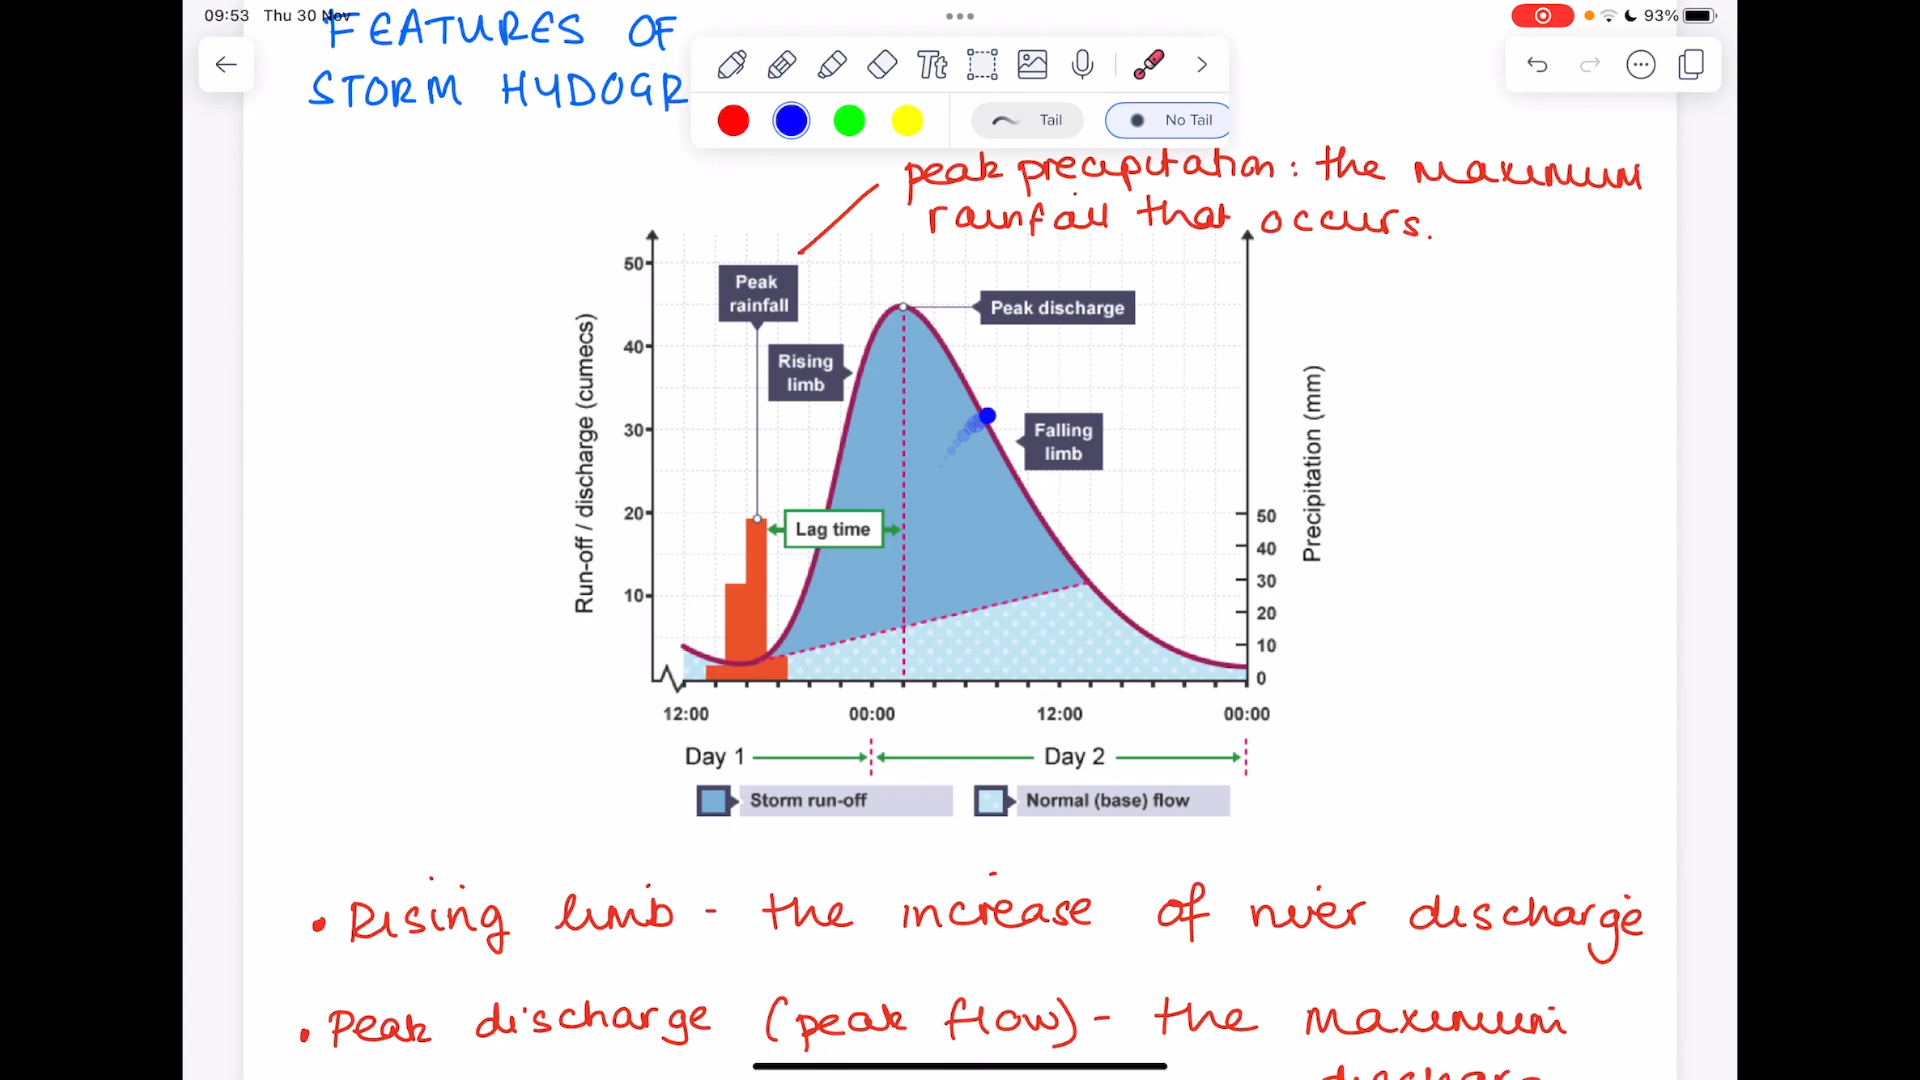 09:53 Thu 30 Nov
93%
FEATURES OF
STORM HYDOGR
Tt
Tail
No Tail
peak precipitation: the maximum
rainfall that occurs.
Peak
rainfall
Peak discharge
Rising
limb
Falling
limb
Lag time
Run-off / discharge (cumecs)
50
40
30
20
10
Precipitation (mm)
50
40
30
20
10
0
12:00 00:00 12:00 00:00
Day 1 Day 2
Storm run-off Normal (base) flow
• Rising limb - the increase of river discharge
• Peak discharge (peak flow) - the maximum